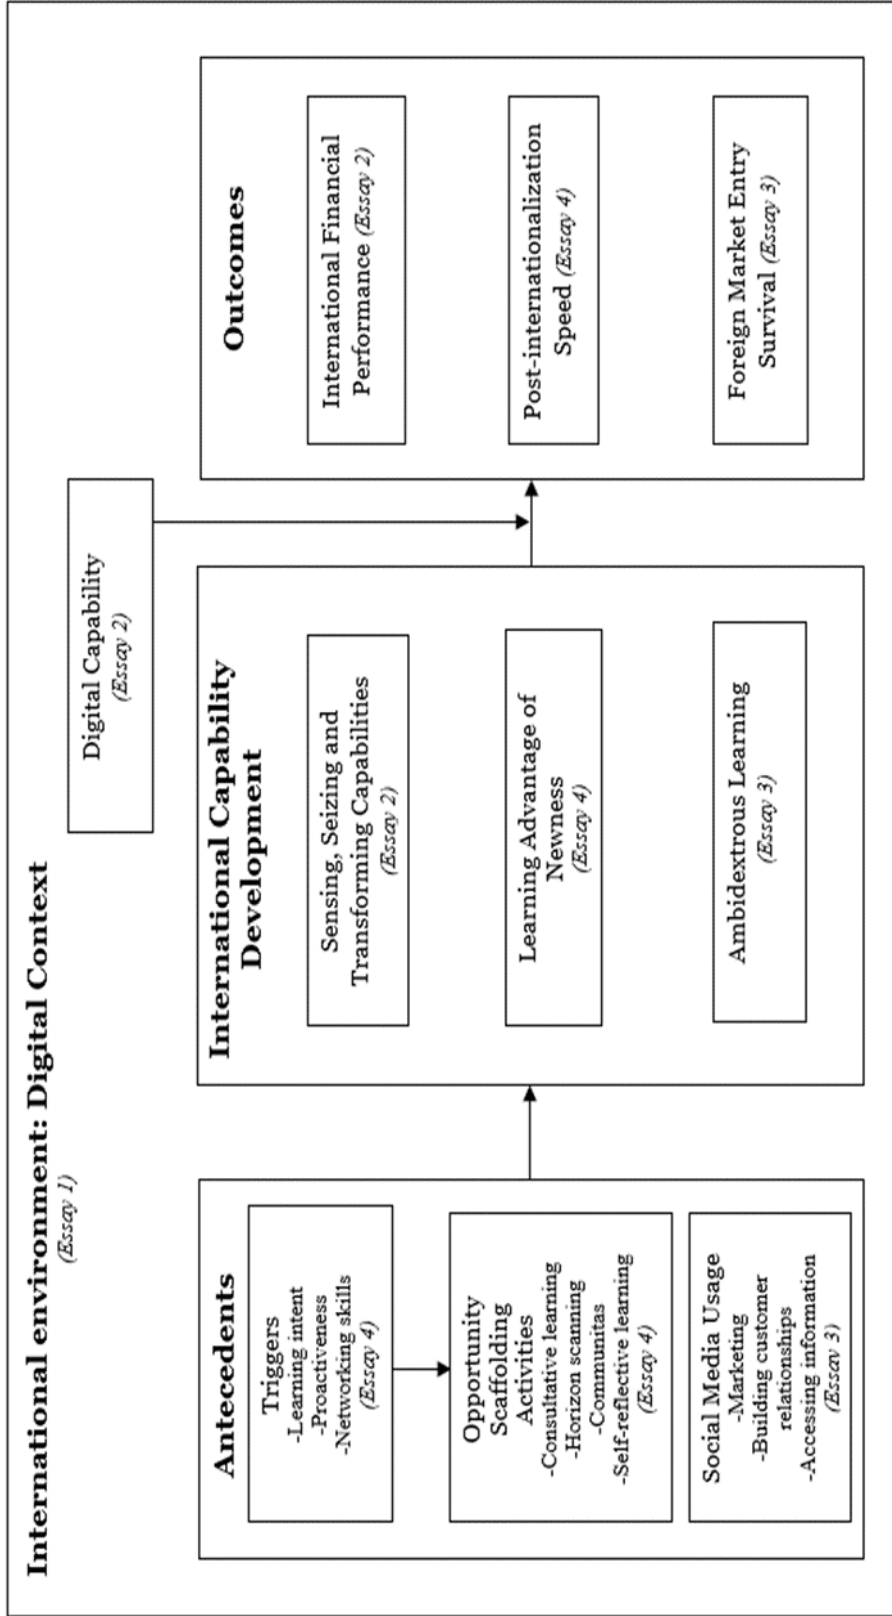 International environment: Digital Context
(Essay 1)
Digital Capability
(Essay 2)
Antecedents
Triggers
-Learning intent
-Proactiveness
-Networking skills
(Essay 4)
Opportunity
Scaffolding
Activities
-Consultative learning
-Horizon scanning
-Communitas
-Self-reflective learning
(Essay 4)
Social Media Usage
-Marketing
-Building customer
relationships
-Accessing information
(Essay 3)
International Capability
Development
Sensing, Seizing and
Transforming Capabilities
(Essay 2)
Learning Advantage of
Newness
(Essay 4)
Ambidextrous Learning
(Essay 3)
Outcomes
International Financial
Performance (Essay 2)
Post-internationalization
Speed (Essay 4)
Foreign Market Entry
Survival (Essay 3)